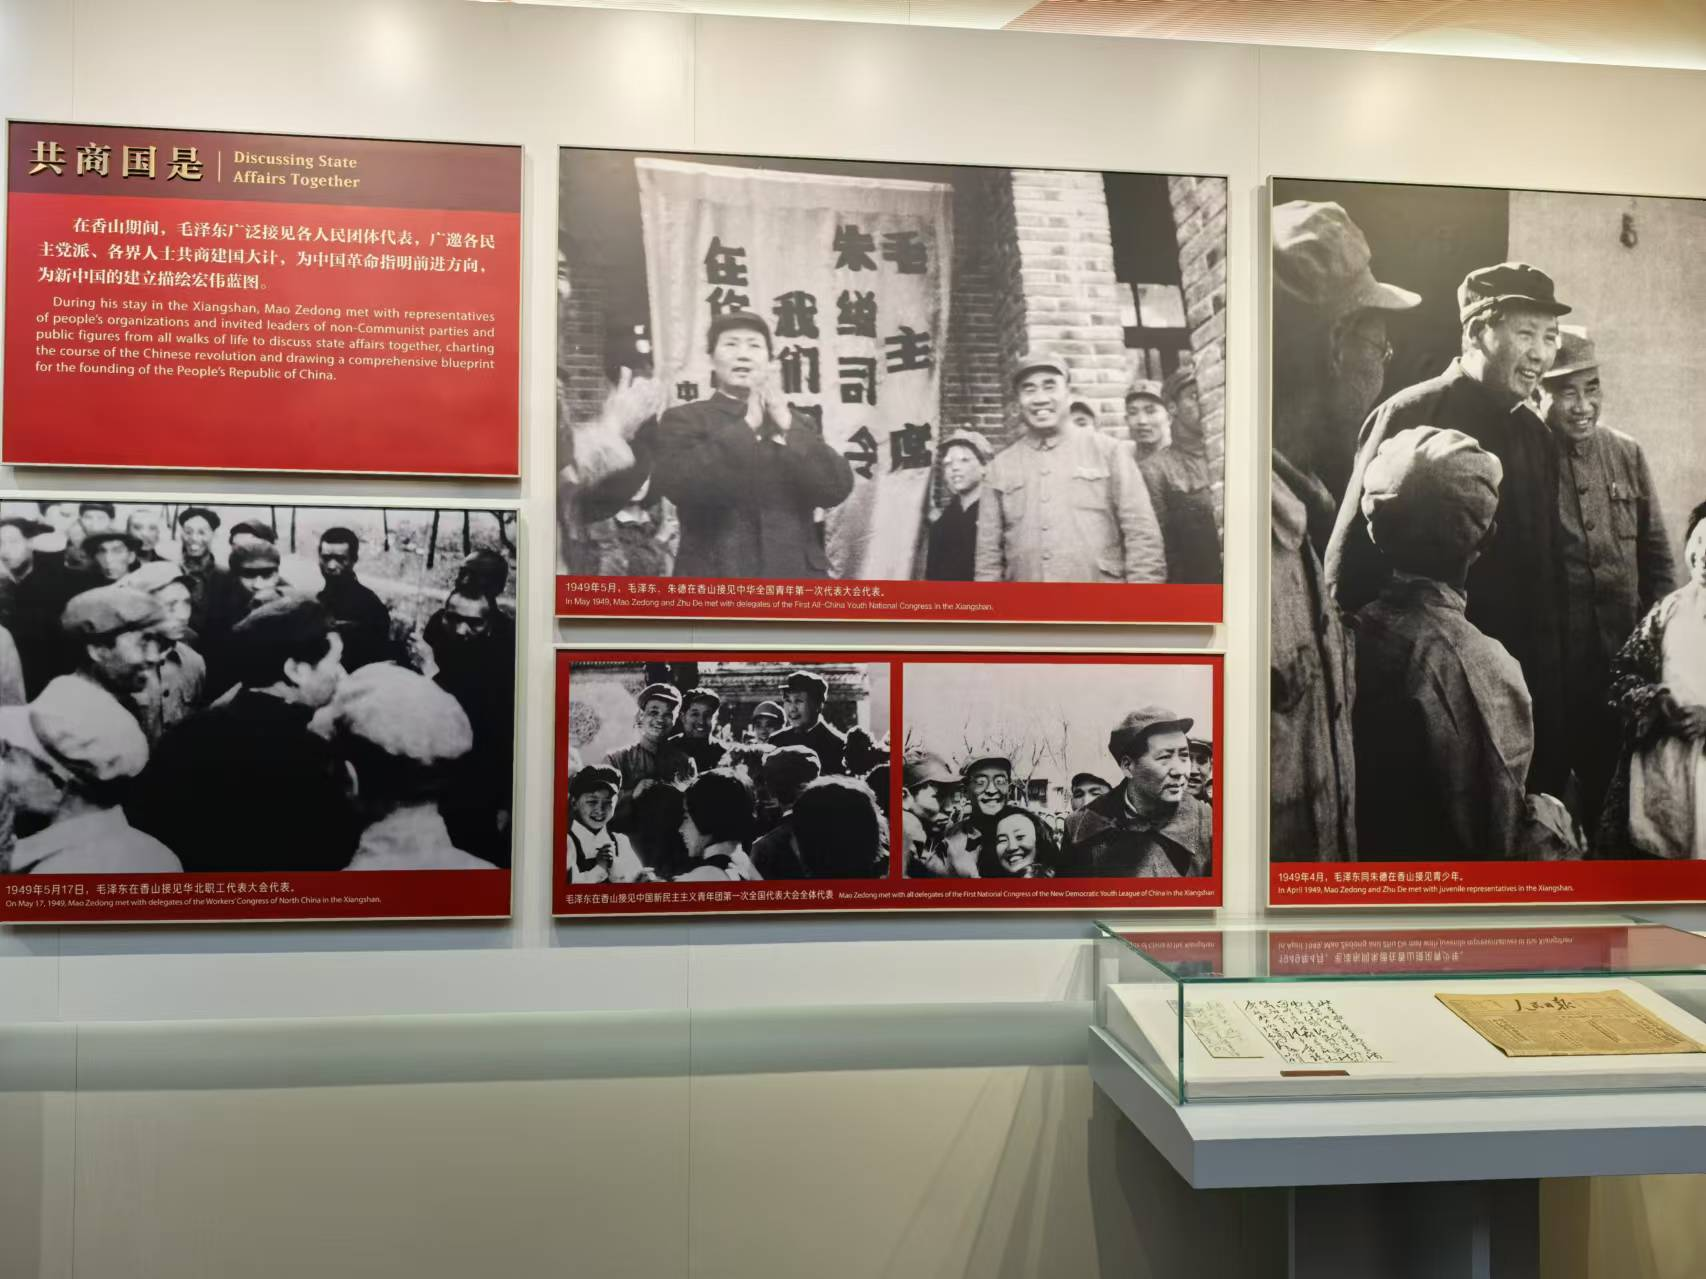 共商国是
Discussing State
Affairs Together
在香山期间，毛泽东广泛接见各人民团体代表，广邀各民
主党派、各界人士共商建国大计，为中国革命指明前进方向，
为新中国的建立描绘宏伟蓝图。
During his stay in the Xiangshan, Mao Zedong met with representatives
of people's organizations and invited leaders of non-Communist parties and
public figures from all walks of life to discuss state affairs together, charting
the course of the Chinese revolution and drawing a comprehensive blueprint
for the founding of the People's Republic of China.
毛主席
朱总司令
我们
在你
中
1949年5月，毛泽东、朱德在香山接见中华全国青年第一次代表大会代表。
In May 1949, Mao Zedong and Zhu De met with delegates of the First All-China Youth National Congress in the Xiangshan.
1949年5月17日，毛泽东在香山接见华北职工代表大会代表。
On May 17, 1949, Mao Zedong met with delegates of the Workers' Congress of North China in the Xiangshan.
毛泽东在香山接见中国新民主主义青年团第一次全国代表大会全体代表 Mao Zedong met with all delegates of the First National Congress of the New Democratic Youth League of China in the Xiangshan
1949年4月，毛泽东同朱德在香山接见青少年。
In April 1949, Mao Zedong and Zhu De met with juvenile representatives in the Xiangshan.
人民日报